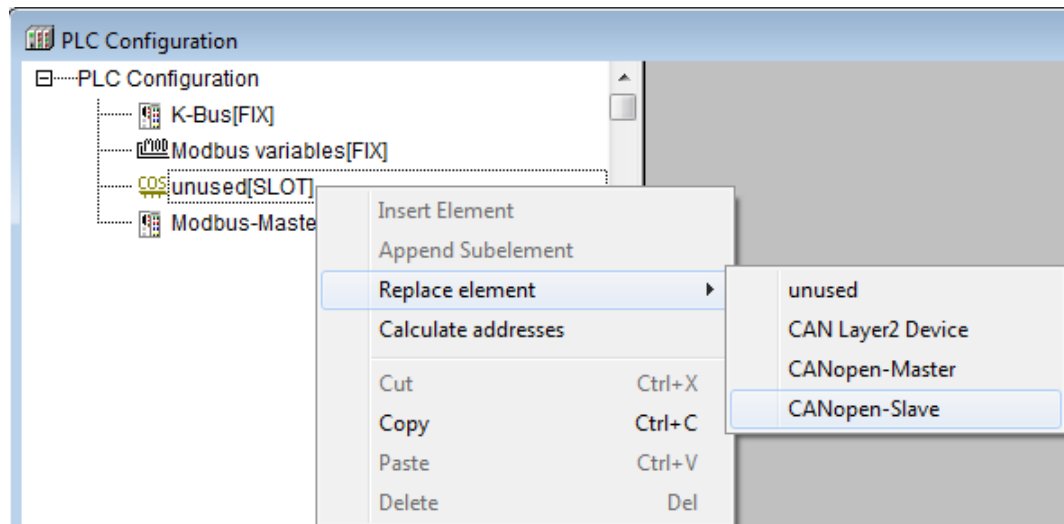 PLC Configuration
PLC Configuration
K-Bus[FIX]
Modbus variables[FIX]
unused[SLOT]
Modbus-Maste
Insert Element
Append Subelement
Replace element
Calculate addresses
Cut Ctrl+X
Copy Ctrl+C
Paste Ctrl+V
Delete Del
unused
CAN Layer2 Device
CANopen-Master
CANopen-Slave